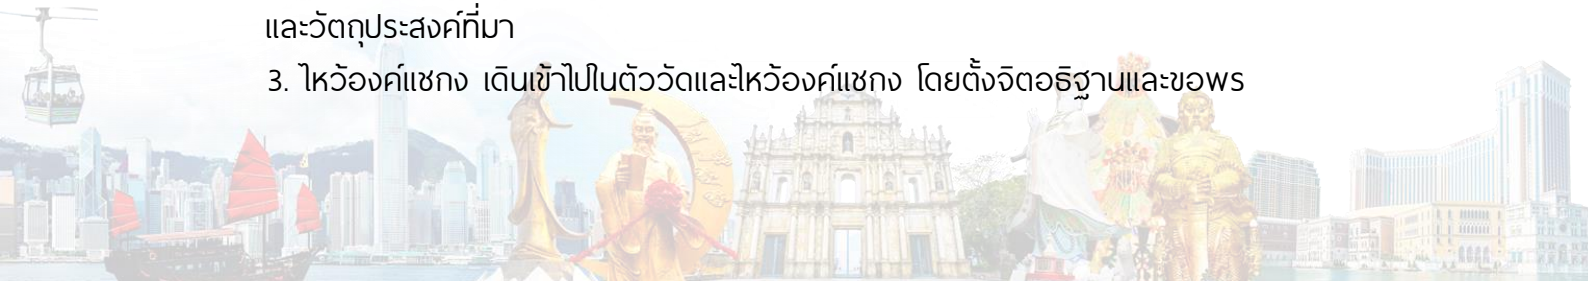 และวัตถุประสงค์ที่มา
3. ไหว้องค์แชกง เดินเข้าไปในตัววัดและไหว้องค์แชกง โดยตั้งจิตอธิฐานและขอพร